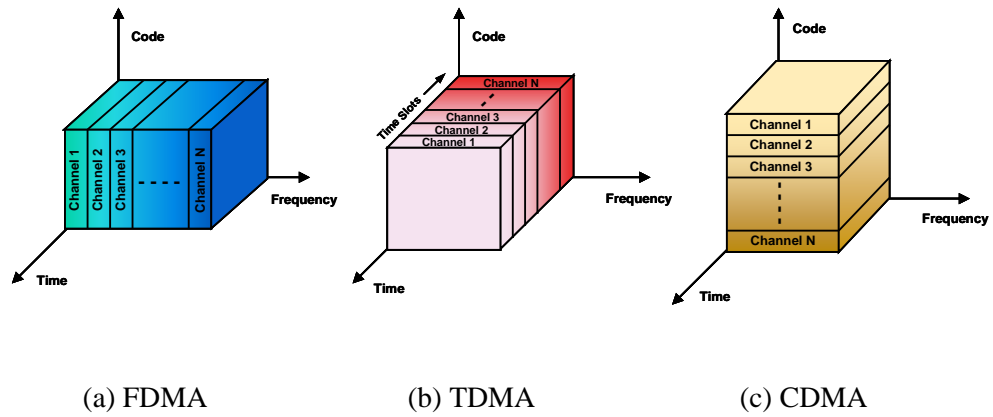 Code
Channel 1
Channel 2
Channel 3
Channel N
Frequency
Time
(a) FDMA
Code
Time Slots
Channel N
Channel 3
Channel 2
Channel 1
Frequency
Time
(b) TDMA
Code
Channel 1
Channel 2
Channel 3
Channel N
Frequency
Time
(c) CDMA